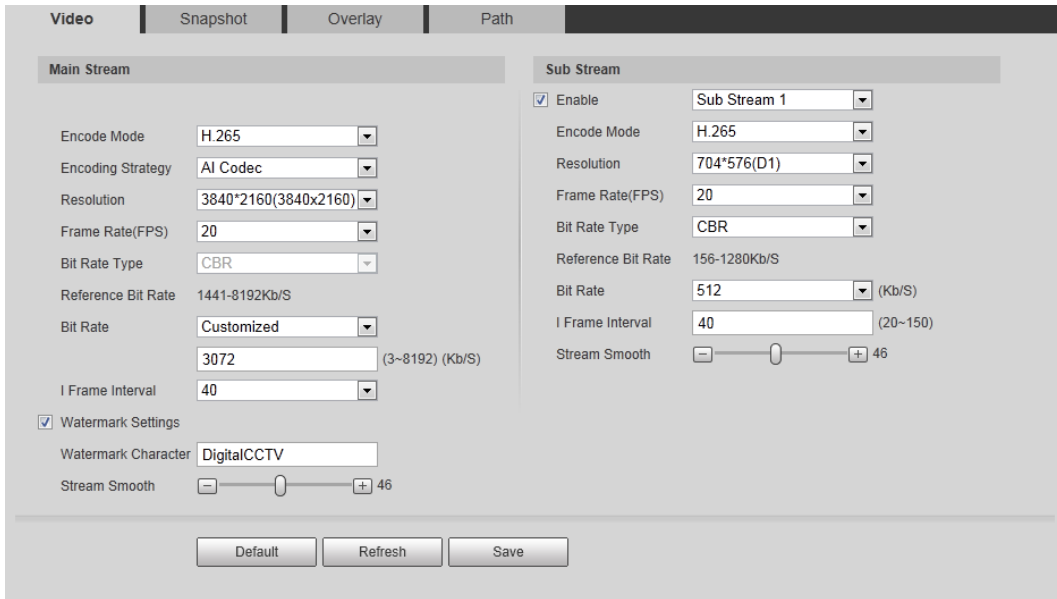 Video Snapshot Overlay Path
Main Stream
Encode Mode H.265
Encoding Strategy AI Codec
Resolution 3840*2160(3840x2160)
Frame Rate(FPS) 20
Bit Rate Type CBR
Reference Bit Rate 1441-8192Kb/S
Bit Rate Customized
3072 (3~8192) (Kb/S)
I Frame Interval 40
Watermark Settings
Watermark Character DigitalCCTV
Stream Smooth 46
Sub Stream
Enable Sub Stream 1
Encode Mode H.265
Resolution 704*576(D1)
Frame Rate(FPS) 20
Bit Rate Type CBR
Reference Bit Rate 156-1280Kb/S
Bit Rate 512 (Kb/S)
I Frame Interval 40 (20~150)
Stream Smooth 46
Default Refresh Save